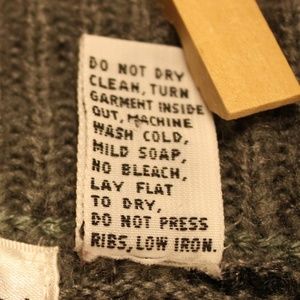 DO NOT DRY
CLEAN, TURN
GARMENT INSIDE
OUT, MACHINE
WASH COLD,
MILD SOAP,
NO BLEACH,
LAY FLAT
TO DRY,
DO NOT PRESS
RIBS, LOW IRON.